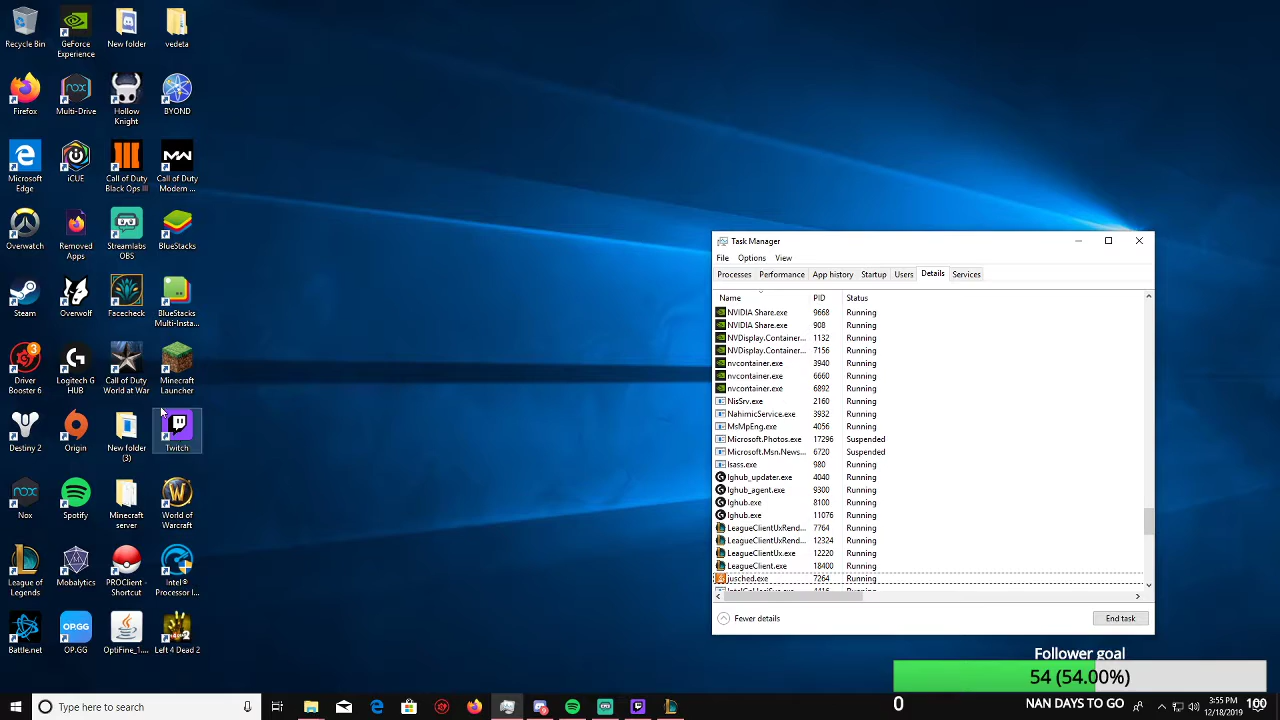 Recycle Bin
GeForce Experience
New folder
vedeta
Firefox
Multi-Drive
Hollow Knight
BYOND
Microsoft Edge
iCUE
Call of Duty Black Ops III
Call of Duty Modern ...
Overwatch
Removed Apps
Streamlabs OBS
BlueStacks
Steam
Overwolf
Facecheck
BlueStacks Multi-Insta...
3
Driver Booster 6
Logitech G HUB
Call of Duty World at War
Minecraft Launcher
Destiny 2
Origin
New folder (3)
Twitch
Nox
Spotify
Minecraft server
World of Warcraft
League of Legends
Mobalytics
PROClient - Shortcut
Intel® Processor I...
Battle.net
OP.GG
OptiFine_1....
Left 4 Dead 2
Task Manager
File Options View
Processes Performance App history Startup Users Details Services
Name PID Status
NVIDIA Share.exe 9668 Running
NVIDIA Share.exe 908 Running
NVDisplay.Container... 1132 Running
NVDisplay.Container... 7156 Running
nvcontainer.exe 3940 Running
nvcontainer.exe 6660 Running
nvcontainer.exe 6892 Running
NisSrv.exe 2160 Running
NahimicService.exe 3932 Running
MsMpEng.exe 4056 Running
Microsoft.Photos.exe 17296 Suspended
Microsoft.Msn.News... 6720 Suspended
lsass.exe 980 Running
lghub_updater.exe 4040 Running
lghub_agent.exe 9300 Running
lghub.exe 8100 Running
lghub.exe 11076 Running
LeagueClientUxRend... 7764 Running
LeagueClientUxRend... 12324 Running
LeagueClientUx.exe 12220 Running
LeagueClient.exe 18400 Running
jusched.exe 7264 Running
Fewer details
End task
Follower goal
54 (54.00%)
0 NAN DAYS TO GO 100
Type here to search
3:55 PM
12/18/2019